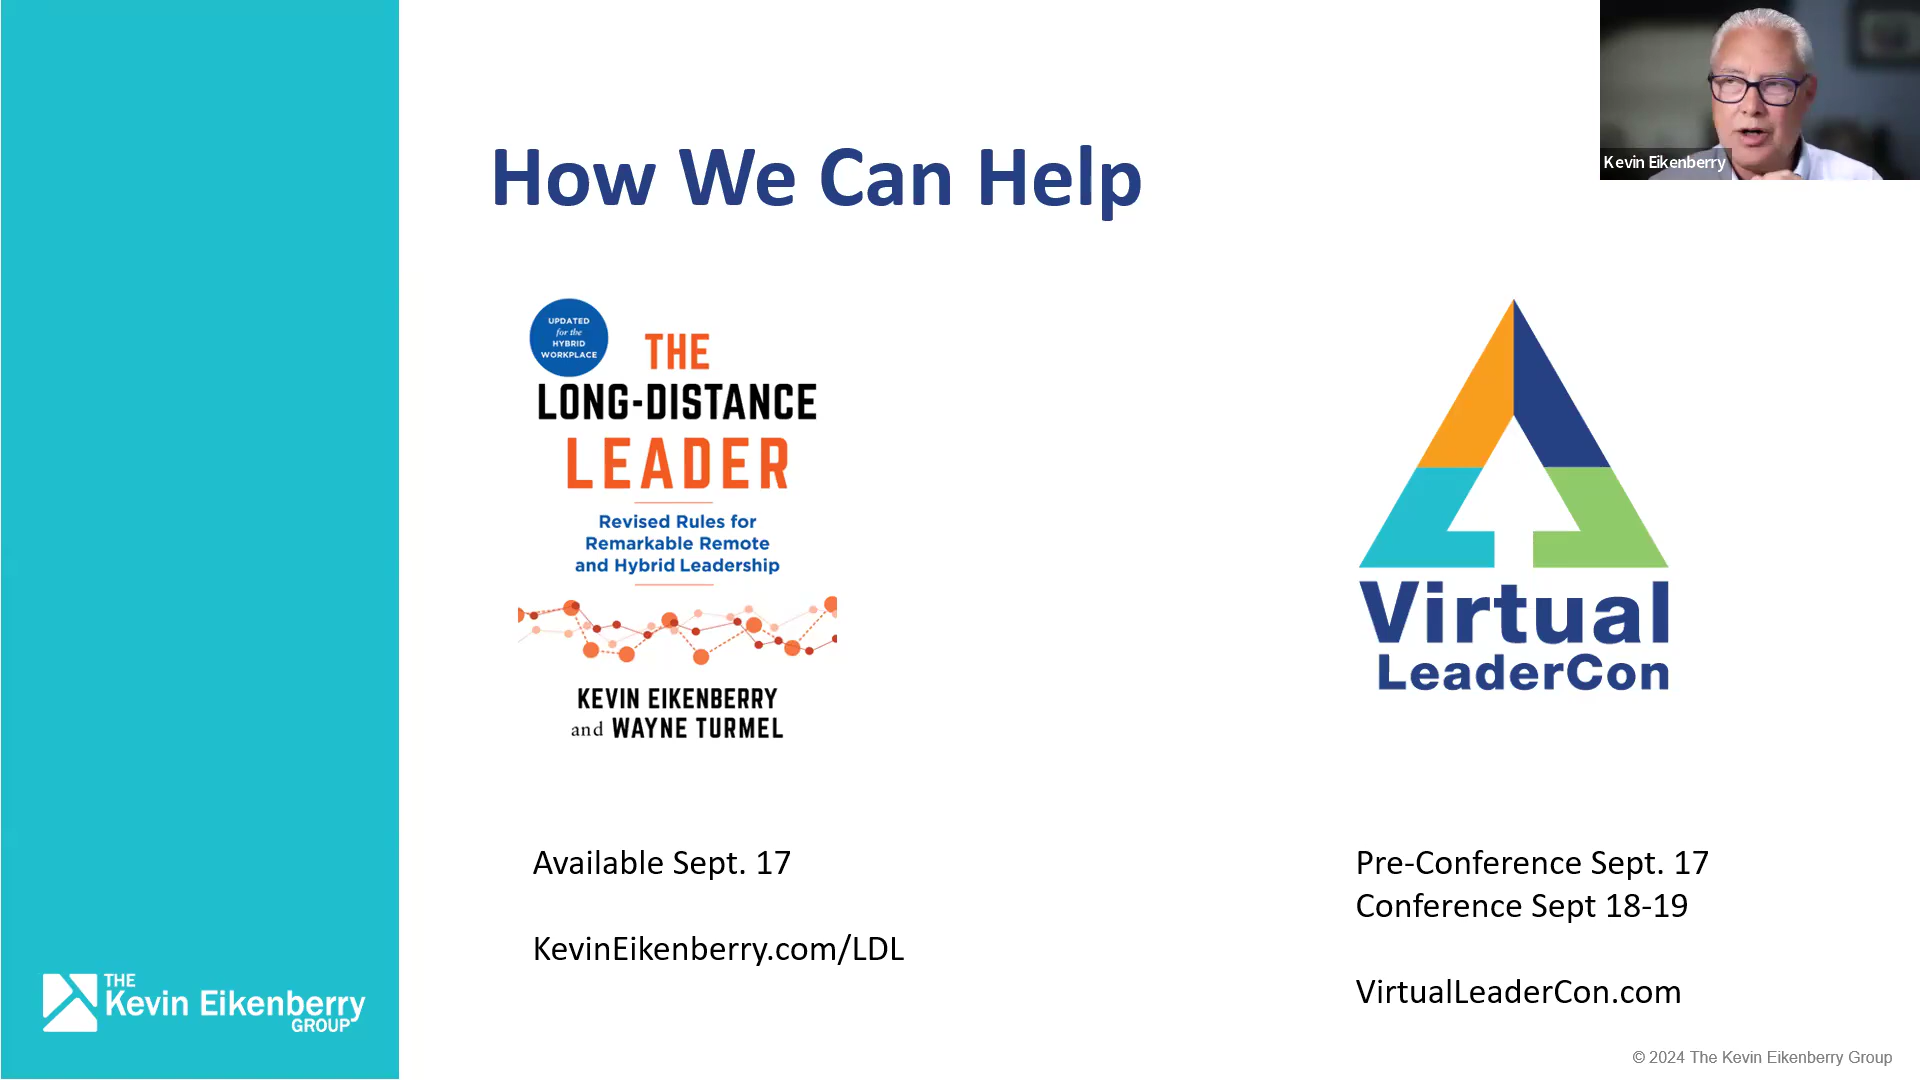 Kevin Eikenberry
How We Can Help
UPDATED
for the
HYBRID
WORKPLACE
THE
LONG-DISTANCE
LEADER
Revised Rules for
Remarkable Remote
and Hybrid Leadership
KEVIN EIKENBERRY
and WAYNE TURMEL
Available Sept. 17
KevinEikenberry.com/LDL
Virtual
LeaderCon
Pre-Conference Sept. 17
Conference Sept 18-19
VirtualLeaderCon.com
THE
Kevin Eikenberry
GROUP
© 2024 The Kevin Eikenberry Group